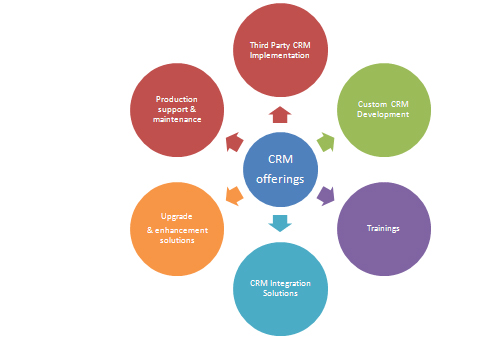 Third Party CRM
Implementation
Production
support &
maintenance
Custom CRM
Development
CRM
offerings
Upgrade
& enhancement
solutions
Trainings
CRM Integration
Solutions